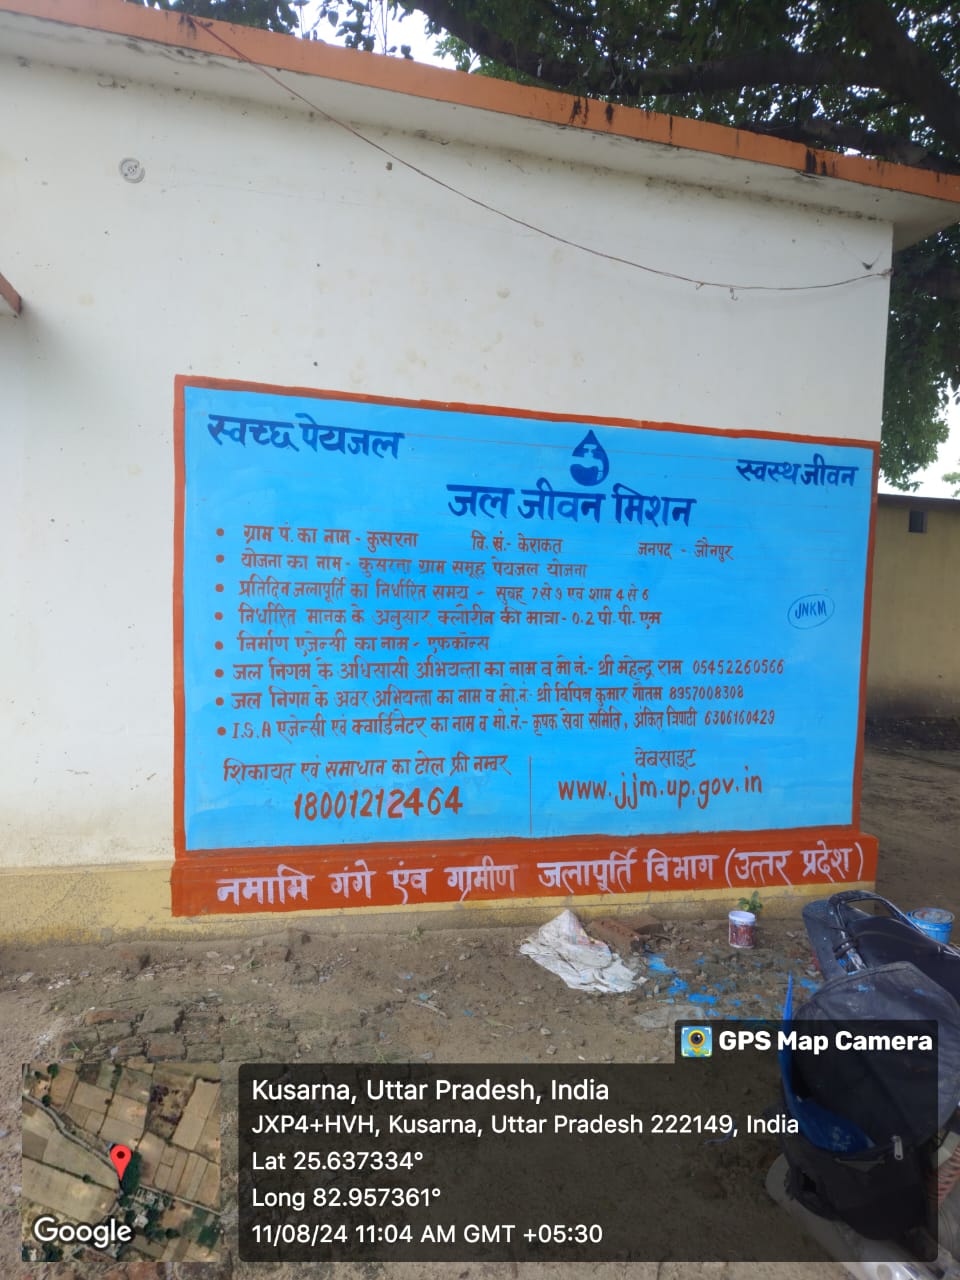 स्वच्छ पेयजल
स्वस्थ जीवन
जल जीवन मिशन
• ग्राम पं. का नाम - कुसरना वि. सं.- केराकत जनपद - जौनपुर
• योजना का नाम - कुसरना ग्राम समूह पेयजल योजना
• प्रतिदिन जलापूर्ति का निर्धारित समय - सुबह 7 से 9 एवं शाम 4 से 6
• निर्धारित मानक के अनुसार क्लोरीन की मात्रा - 0.2 पी. पी. एम
JNKM
• निर्माण एजेन्सी का नाम - एफकॉन्स
• जल निगम के अधिसासी अभियन्ता का नाम व मो नं.- श्री महेन्द्र राम 05452260566
• जल निगम के अवर अभियन्ता का नाम व मो.नं- श्री विपिन कुमार गौतम 8957008308
• I.S.A एजेन्सी एवं क्वार्डिनेटर का नाम व मो.नं.- कृषक सेवा समिति, अंकित त्रिपाठी 6306160429
शिकायत एवं समाधान का टोल फ्री नम्बर
18001212464
वेबसाइट
www.jjm.up.gov.in
नमामि गंगे एंव ग्रामीण जलापूर्ति विभाग (उत्तर प्रदेश)
GPS Map Camera
Kusarna, Uttar Pradesh, India
JXP4+HVH, Kusarna, Uttar Pradesh 222149, India
Lat 25.637334°
Long 82.957361°
11/08/24 11:04 AM GMT +05:30
Google